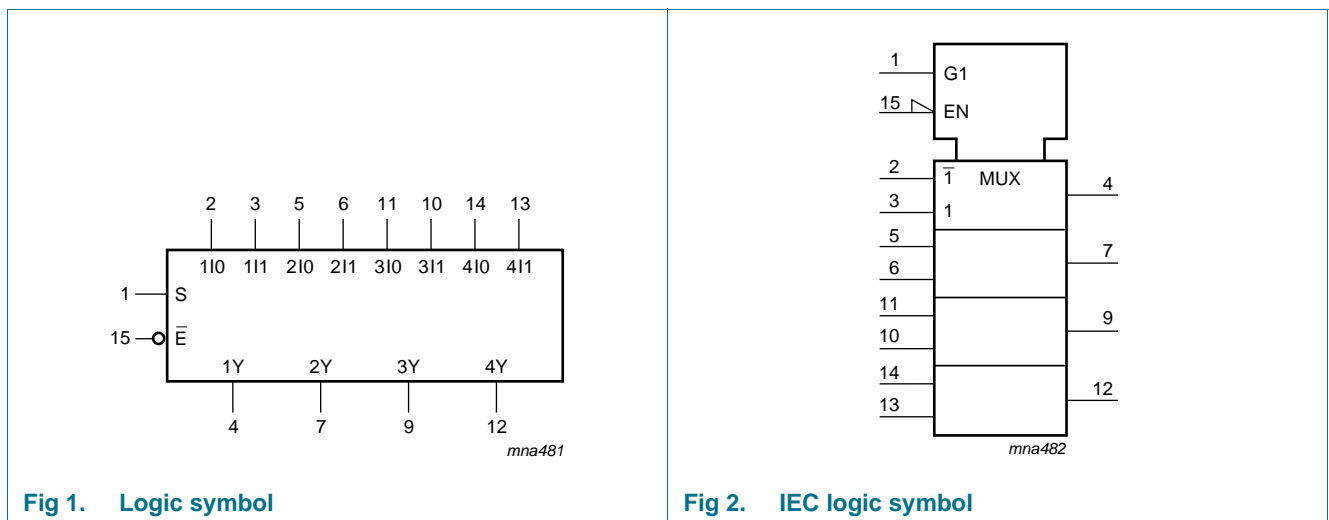 2 3 5 6 11 10 14 13
1I0 1I1 2I0 2I1 3I0 3I1 4I0 4I1
1 S
15 E̅
1Y 2Y 3Y 4Y
4 7 9 12
mna481
Fig 1. Logic symbol
1 G1
15 EN
2 1̅ MUX 4
3 1
5
7
6
11
9
10
14
12
13
mna482
Fig 2. IEC logic symbol